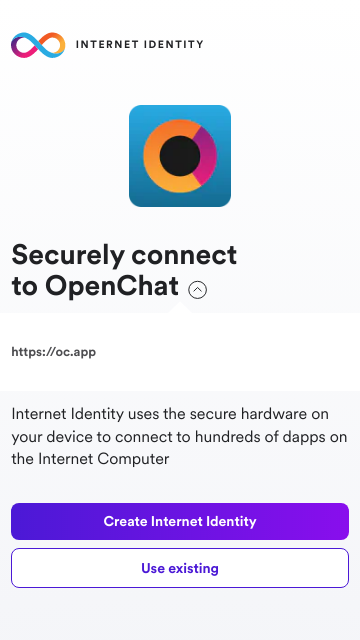 INTERNET IDENTITY
Securely connect
to OpenChat
https://oc.app
Internet Identity uses the secure hardware on
your device to connect to hundreds of dapps on
the Internet Computer
Create Internet Identity
Use existing